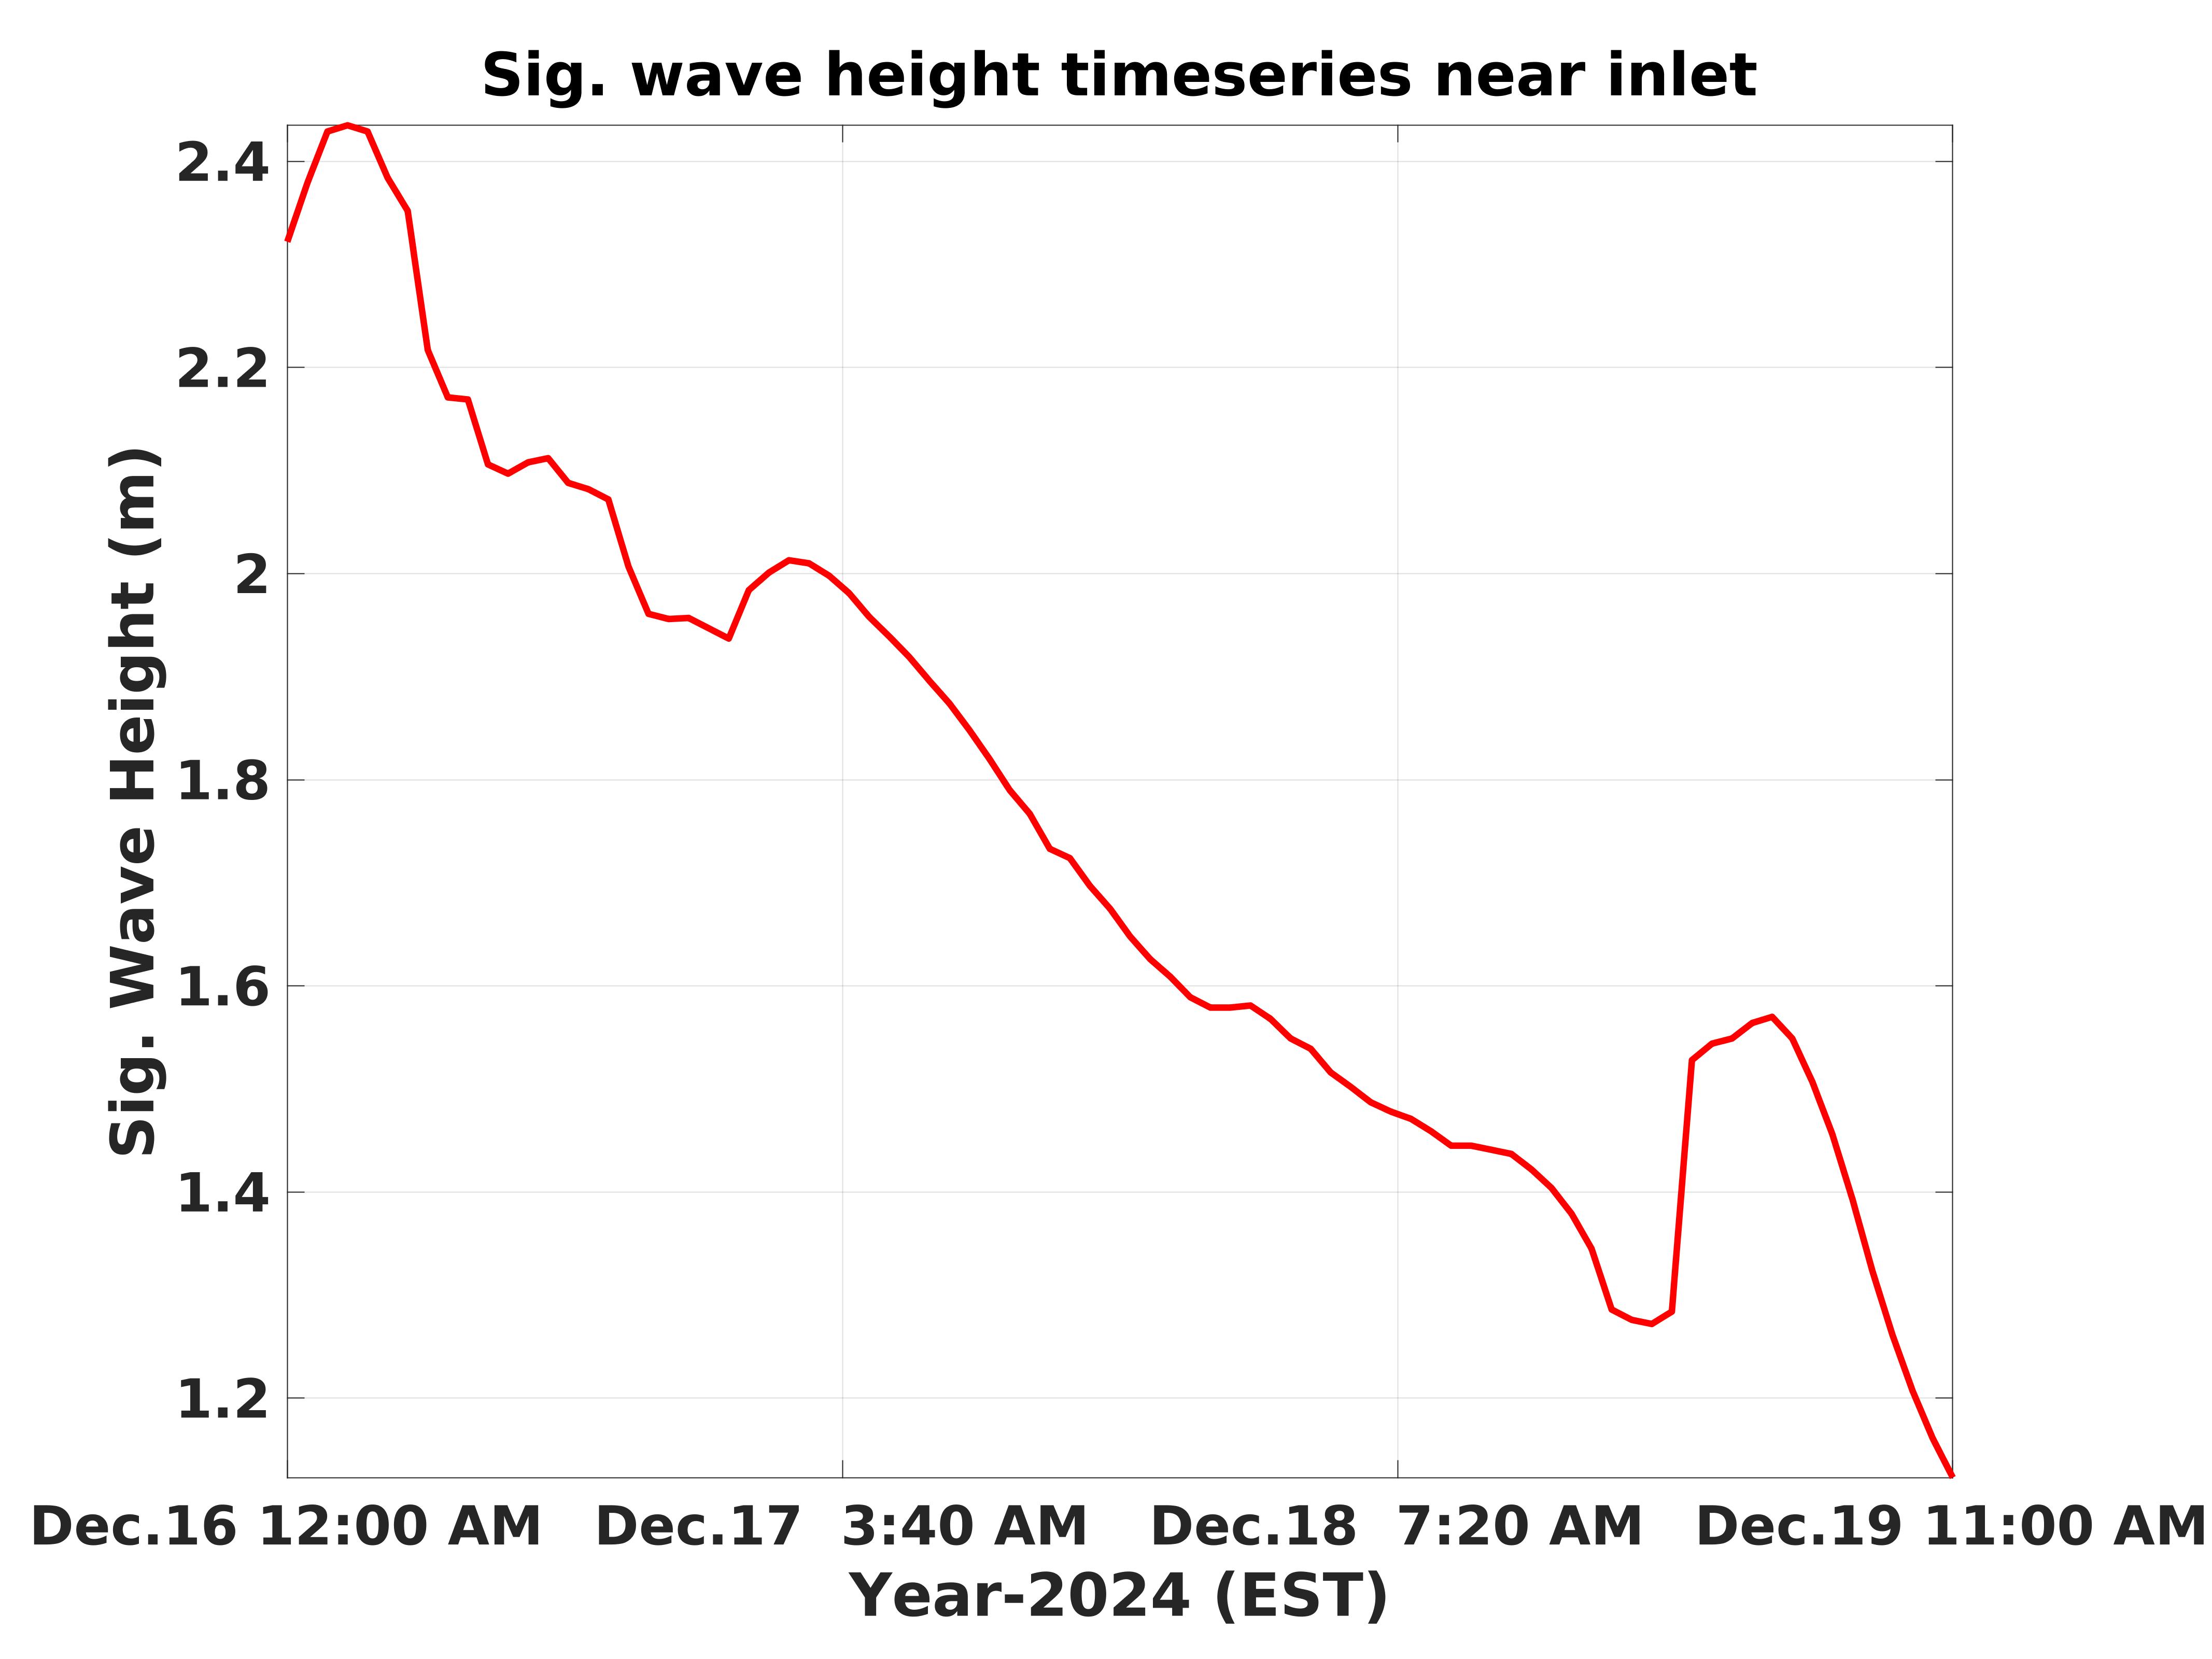 Sig. wave height timeseries near inlet
Sig. Wave Height (m)
2.4
2.2
2
1.8
1.6
1.4
1.2
Dec.16 12:00 AM Dec.17 3:40 AM Dec.18 7:20 AM Dec.19 11:00 AM
Year-2024 (EST)